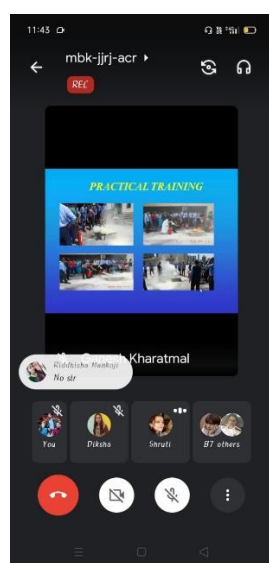 11:43
mbk-jjrj-acr
REC
PRACTICAL TRAINING
Kharatmal
No sir
You
Diksha
Shruti
87 others